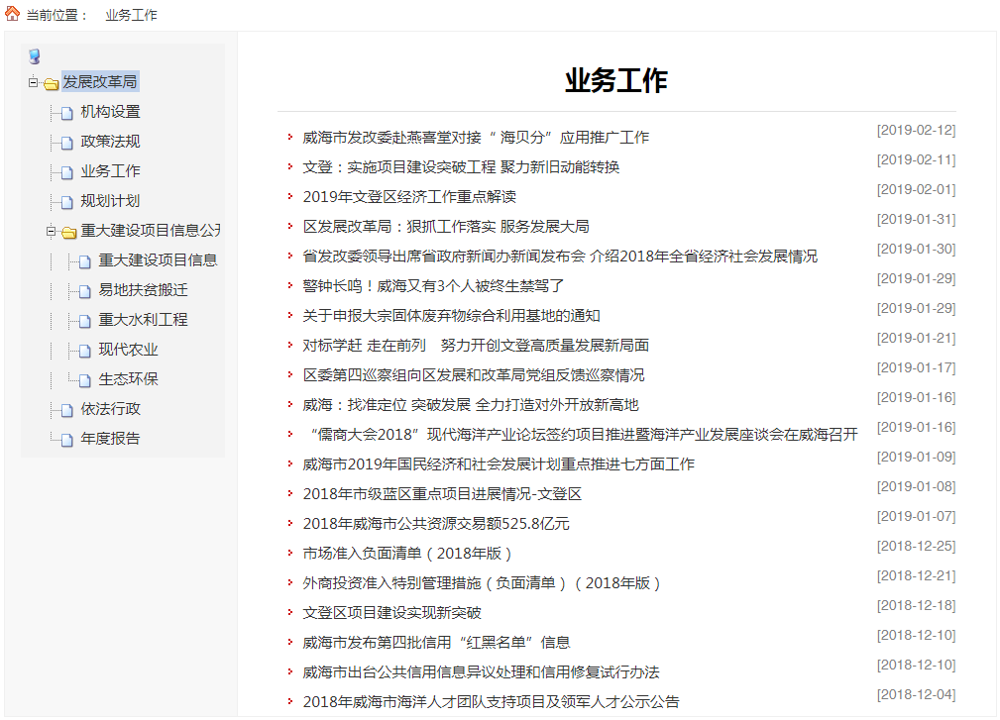 当前位置： 业务工作
发展改革局
机构设置
政策法规
业务工作
规划计划
重大建设项目信息公
重大建设项目信息
易地扶贫搬迁
重大水利工程
现代农业
生态环保
依法行政
年度报告
业务工作
威海市发改委赴燕喜堂对接“ 海贝分”应用推广工作 [2019-02-12]
文登：实施项目建设突破工程 聚力新旧动能转换 [2019-02-11]
2019年文登区经济工作重点解读 [2019-02-01]
区发展改革局：狠抓工作落实 服务发展大局 [2019-01-31]
省发改委领导出席省政府新闻办新闻发布会 介绍2018年全省经济社会发展情况 [2019-01-30]
警钟长鸣！威海又有3个人被终生禁驾了 [2019-01-29]
关于申报大宗固体废弃物综合利用基地的通知 [2019-01-29]
对标学赶 走在前列　努力开创文登高质量发展新局面 [2019-01-21]
区委第四巡察组向区发展和改革局党组反馈巡察情况 [2019-01-17]
威海：找准定位 突破发展 全力打造对外开放新高地 [2019-01-16]
“儒商大会2018”现代海洋产业论坛签约项目推进暨海洋产业发展座谈会在威海召开 [2019-01-16]
威海市2019年国民经济和社会发展计划重点推进七方面工作 [2019-01-09]
2018年市级蓝区重点项目进展情况-文登区 [2019-01-08]
2018年威海市公共资源交易额525.8亿元 [2019-01-07]
市场准入负面清单（2018年版） [2018-12-25]
外商投资准入特别管理措施（负面清单）（2018年版） [2018-12-21]
文登区项目建设实现新突破 [2018-12-18]
威海市发布第四批信用“红黑名单”信息 [2018-12-10]
威海市出台公共信用信息异议处理和信用修复试行办法 [2018-12-10]
2018年威海市海洋人才团队支持项目及领军人才公示公告 [2018-12-04]